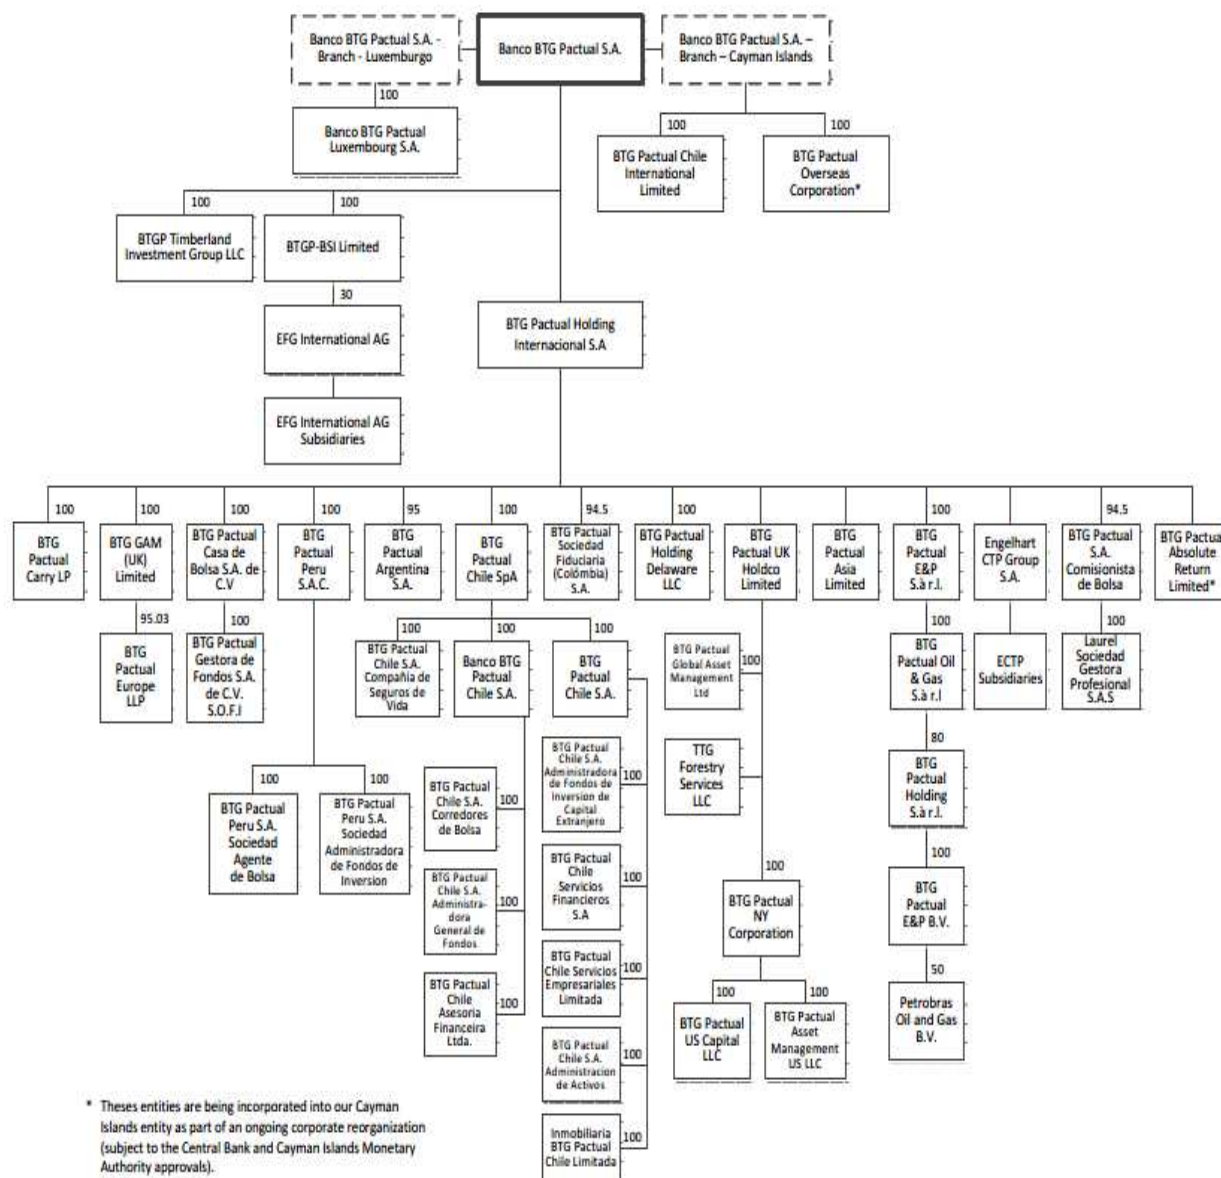 Banco BTG Pactual S.A. -
Branch - Luxemburgo
Banco BTG Pactual S.A.
Banco BTG Pactual S.A. –
Branch – Cayman Islands
100
Banco BTG Pactual
Luxembourg S.A.
100
BTG Pactual Chile
International
Limited
100
BTG Pactual
Overseas
Corporation*
100
BTGP Timberland
Investment Group LLC
100
BTGP-BSI Limited
30
EFG International AG
EFG International AG
Subsidiaries
BTG Pactual Holding
Internacional S.A
100
BTG
Pactual
Carry LP
100
BTG GAM
(UK)
Limited
100
BTG Pactual
Casa de
Bolsa S.A. de
C.V
100
BTG
Pactual
Peru
S.A.C.
95
BTG
Pactual
Argentina
S.A.
100
BTG
Pactual
Chile SpA
94.5
BTG Pactual
Sociedad
Fiduciaria
(Colômbia)
S.A.
100
BTG Pactual
Holding
Delaware
LLC
BTG
Pactual UK
Holdco
Limited
BTG
Pactual
Asia
Limited
100
BTG
Pactual
E&P
S.à r.l.
Engelhart
CTP Group
S.A.
94.5
BTG Pactual
S.A.
Comisionista
de Bolsa
BTG Pactual
Absolute
Return
Limited*
95.03
BTG
Pactual
Europe
LLP
100
BTG Pactual
Gestora de
Fondos S.A.
de C.V.
S.O.F.I
100
BTG Pactual
Chile S.A.
Compañia de
Seguros de
Vida
100
Banco BTG
Pactual
Chile S.A.
100
BTG
Pactual
Chile S.A.
BTG Pactual
Global Asset
Management
Ltd
100
100
BTG
Pactual Oil
& Gas
S.à r.l
ECTP
Subsidiaries
100
Laurel
Sociedad
Gestora
Profesional
S.A.S
100
BTG Pactual
Peru S.A.
Sociedad
Agente
de Bolsa
100
BTG Pactual
Peru S.A.
Sociedad
Administradora
de Fondos de
Inversion
BTG Pactual
Chile S.A.
Corredores
de Bolsa
100
BTG Pactual
Chile S.A.
Administradora
de Fondos de
Inversion de
Capital
Extranjero
100
TTG
Forestry
Services
LLC
80
BTG
Pactual
Holding
S.à r.l.
BTG Pactual
Chile S.A.
Administra-
dora
General de
Fondos
100
BTG Pactual
Chile
Servicios
Financieros
S.A
100
100
BTG Pactual
NY
Corporation
100
BTG
Pactual
E&P B.V.
BTG Pactual
Chile
Asesoria
Financeira
Ltda.
100
BTG Pactual
Chile Servicios
Empresariales
Limitada
100
100
BTG Pactual
US Capital
LLC
100
BTG Pactual
Asset
Management
US LLC
50
Petrobras
Oil and Gas
B.V.
BTG Pactual
Chile S.A.
Administracion
de Activos
100
Inmobiliaria
BTG Pactual
Chile Limitada
100
* Theses entities are being incorporated into our Cayman
Islands entity as part of an ongoing corporate reorganization
(subject to the Central Bank and Cayman Islands Monetary
Authority approvals).